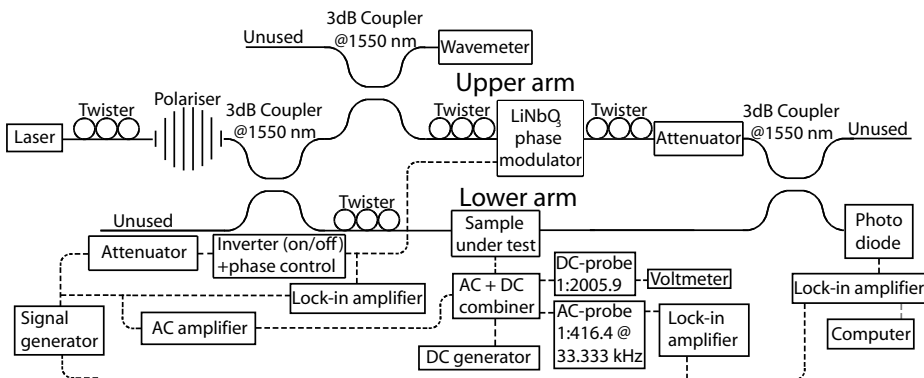 3dB Coupler
@1550 nm
Unused
Wavemeter
Upper arm
Polariser
Twister
3dB Coupler
@1550 nm
Twister
LiNbO3
phase
modulator
Twister
3dB Coupler
@1550 nm
Laser
Attenuator
Unused
Twister
Lower arm
Unused
Sample
under test
Photo
diode
Attenuator
Inverter (on/off)
+phase control
DC-probe
1:2005.9
Voltmeter
AC + DC
combiner
Lock-in amplifier
Lock-in amplifier
Signal
generator
AC amplifier
AC-probe
1:416.4 @
33.333 kHz
Lock-in
amplifier
Computer
DC generator